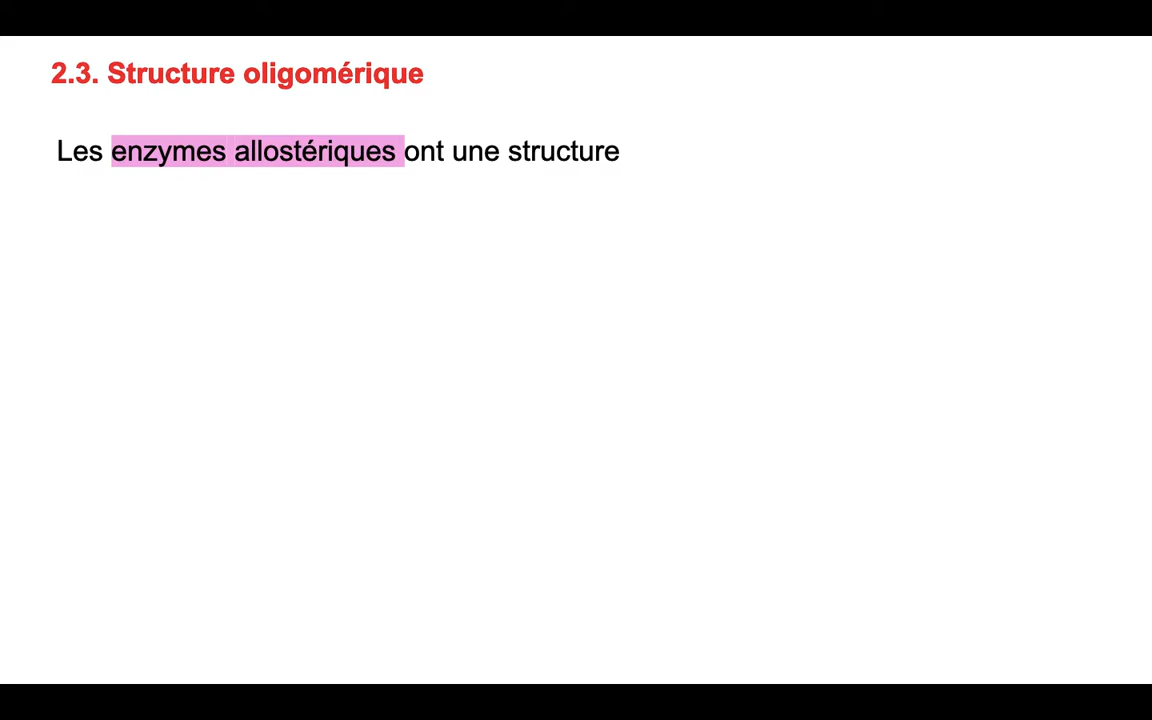 2.3. Structure oligomérique
Les enzymes allostériques ont une structure